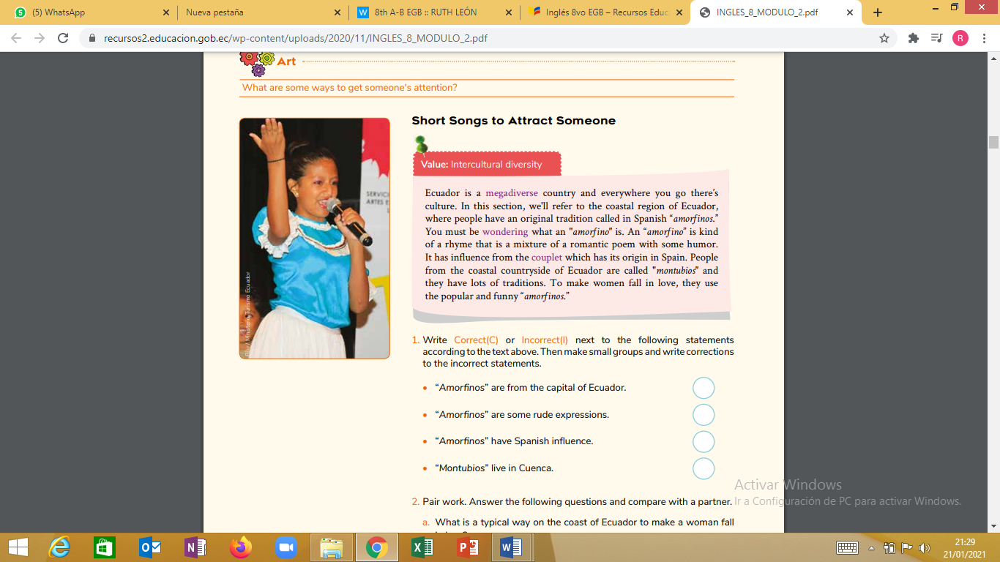 (5) WhatsApp
Nueva pestaña
8th A-B EGB :: RUTH LEÓN
Inglés 8vo EGB – Recursos Educ
INGLES_8_MODULO_2.pdf
recursos2.educacion.gob.ec/wp-content/uploads/2020/11/INGLES_8_MODULO_2.pdf
R
Art
What are some ways to get someone's attention?
Short Songs to Attract Someone
Value: Intercultural diversity
Ecuador is a megadiverse country and everywhere you go there's
culture. In this section, we'll refer to the coastal region of Ecuador,
where people have an original tradition called in Spanish “amorfinos.”
You must be wondering what an "amorfino" is. An “amorfino” is kind
of a rhyme that is a mixture of a romantic poem with some humor.
It has influence from the couplet which has its origin in Spain. People
from the coastal countryside of Ecuador are called "montubios" and
they have lots of traditions. To make women fall in love, they use
the popular and funny “amorfinos.”
SERVICI
ARTES E
Ministerio Turismo Ecuador
1. Write Correct(C) or Incorrect(I) next to the following statements
according to the text above. Then make small groups and write corrections
to the incorrect statements.
• “Amorfinos” are from the capital of Ecuador.
• “Amorfinos” are some rude expressions.
• “Amorfinos” have Spanish influence.
• “Montubios” live in Cuenca.
2. Pair work. Answer the following questions and compare with a partner.
a. What is a typical way on the coast of Ecuador to make a woman fall
Activar Windows
Ir a Configuración de PC para activar Windows.
21:29
21/01/2021